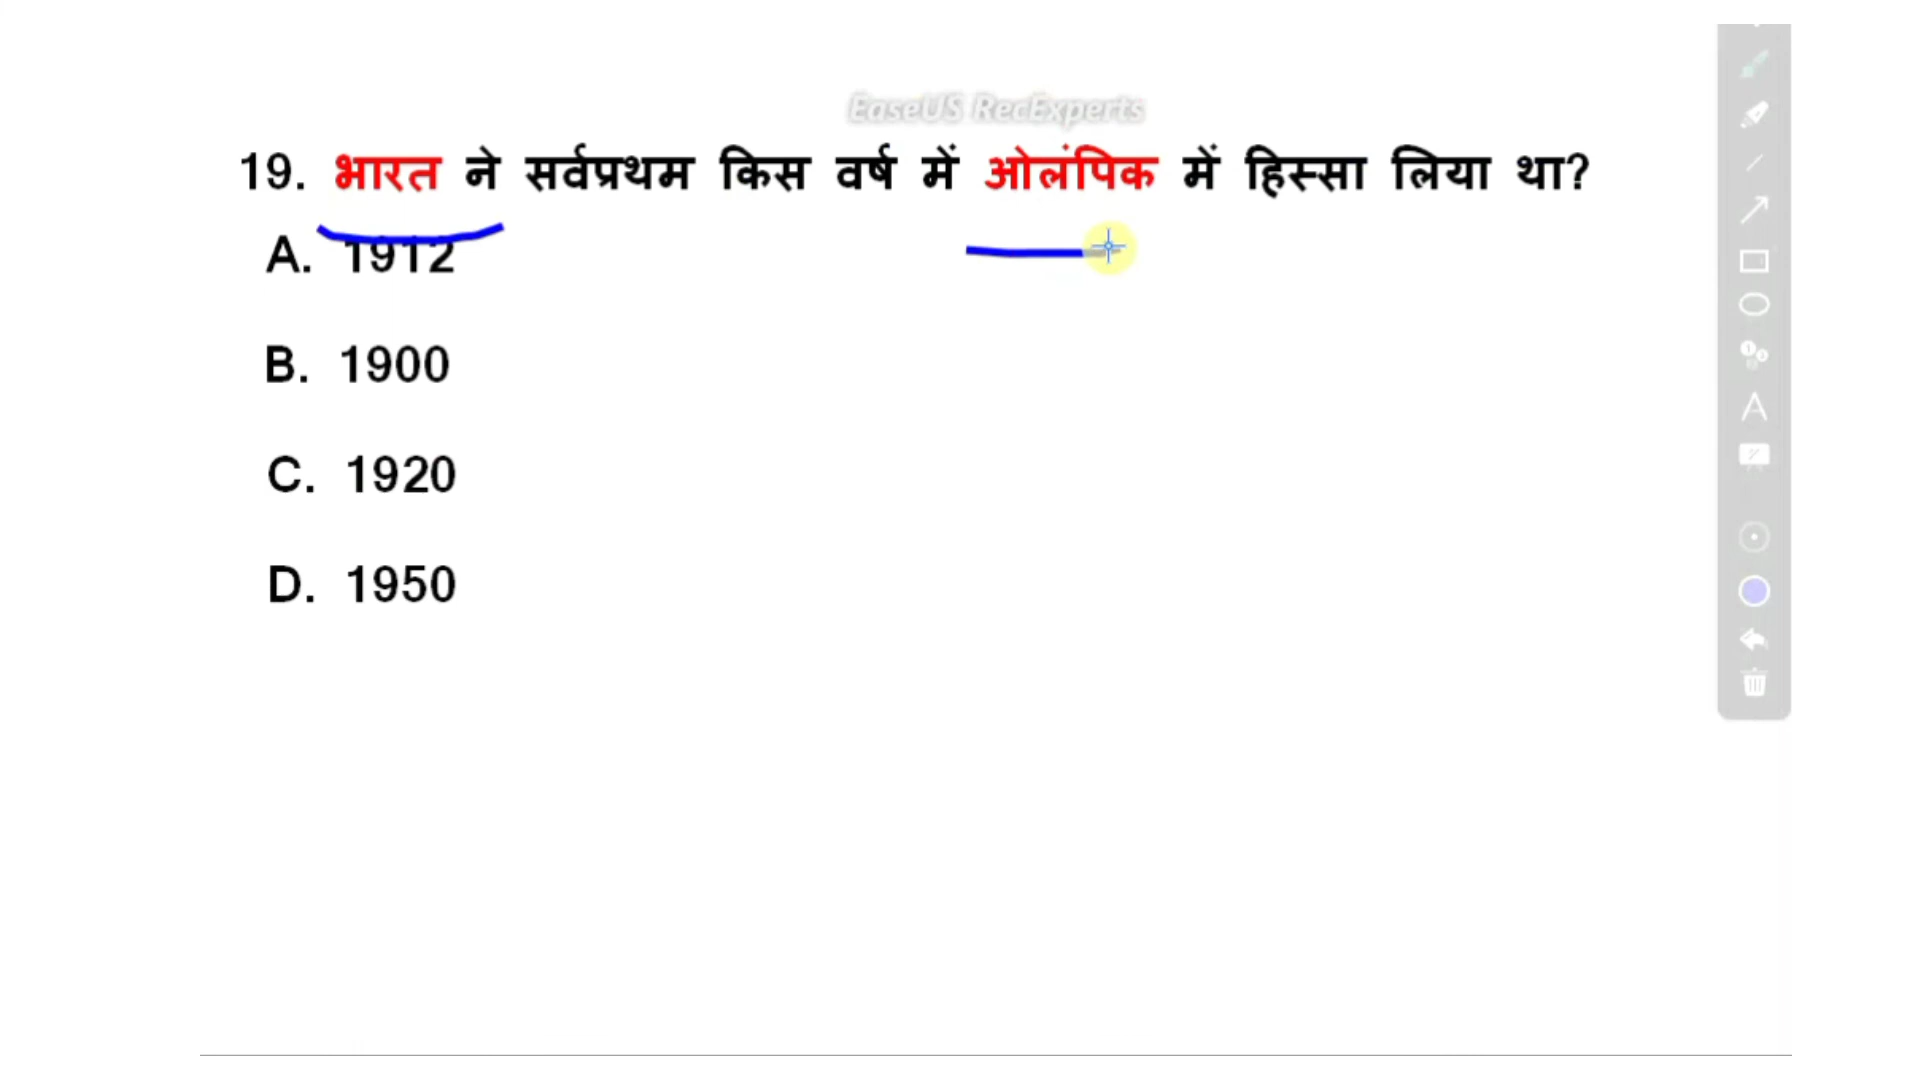 EaseUS RecExperts
19. भारत ने सर्वप्रथम किस वर्ष में ओलंपिक में हिस्सा लिया था?
A. 1912
B. 1900
C. 1920
D. 1950